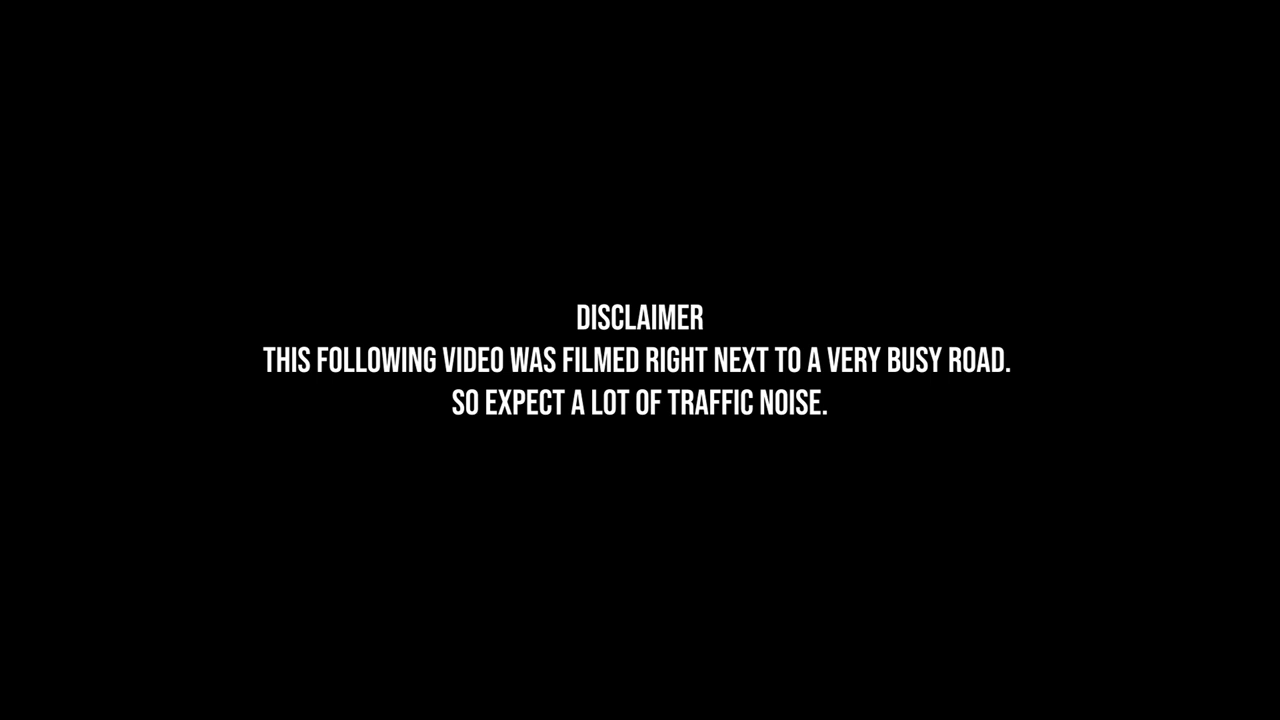 DISCLAIMER
THIS FOLLOWING VIDEO WAS FILMED RIGHT NEXT TO A VERY BUSY ROAD.
SO EXPECT A LOT OF TRAFFIC NOISE.